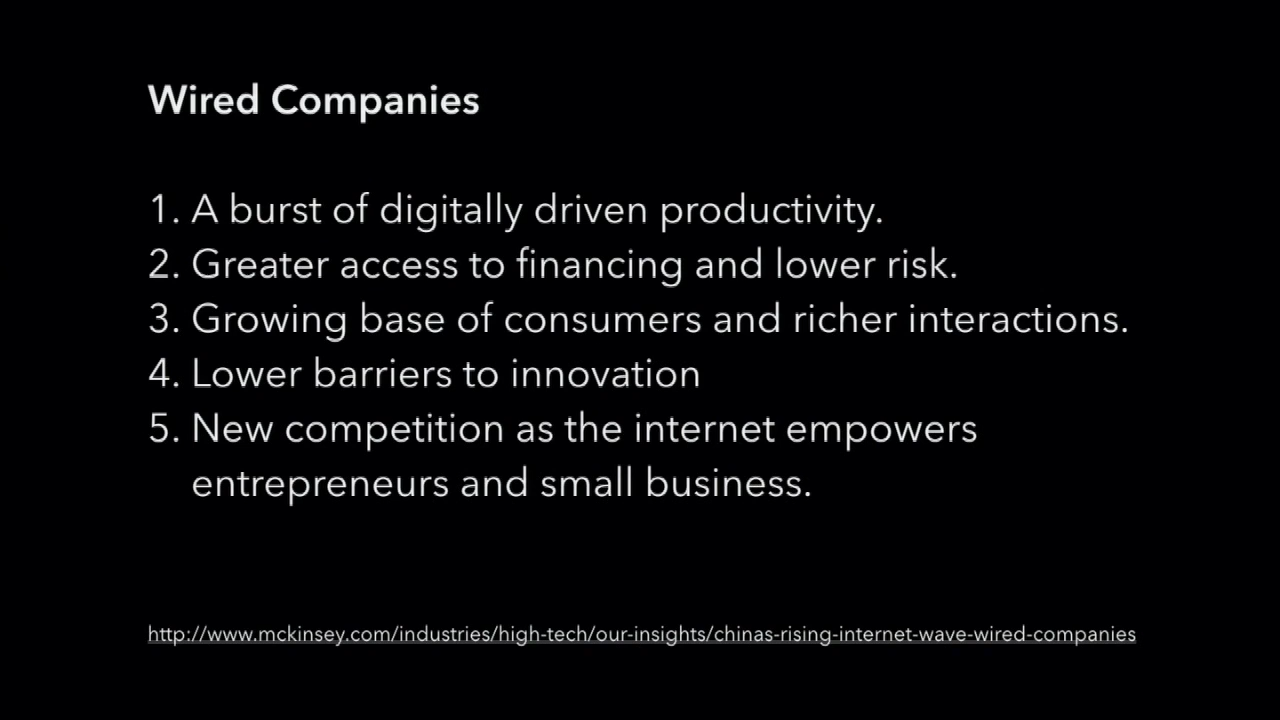 Wired Companies
1. A burst of digitally driven productivity.
2. Greater access to financing and lower risk.
3. Growing base of consumers and richer interactions.
4. Lower barriers to innovation
5. New competition as the internet empowers
entrepreneurs and small business.
http://www.mckinsey.com/industries/high-tech/our-insights/chinas-rising-internet-wave-wired-companies